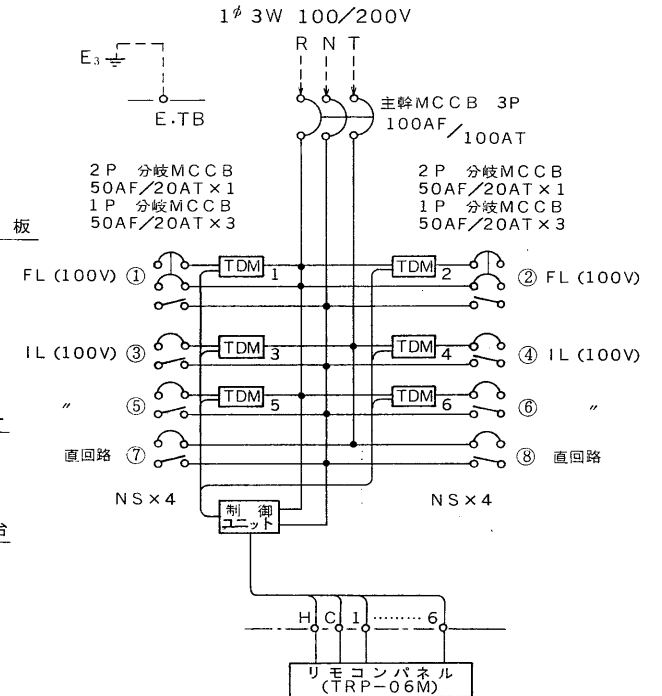 1φ 3W 100/200V
R N T
E3
E.TB
主幹MCCB 3P
100AF/100AT
2P 分岐MCCB
50AF/20AT×1
1P 分岐MCCB
50AF/20AT×3
2P 分岐MCCB
50AF/20AT×1
1P 分岐MCCB
50AF/20AT×3
板
FL (100V) ① TDM 1 TDM 2 ② FL (100V)
IL (100V) ③ TDM 3 TDM 4 ④ IL (100V)
〃 ⑤ TDM 5 TDM 6 ⑥ 〃
直回路 ⑦ ⑧ 直回路
NS×4 NS×4
制御
ユニット
H C 1 ……… 6
リモコンパネル
(TRP-06M)